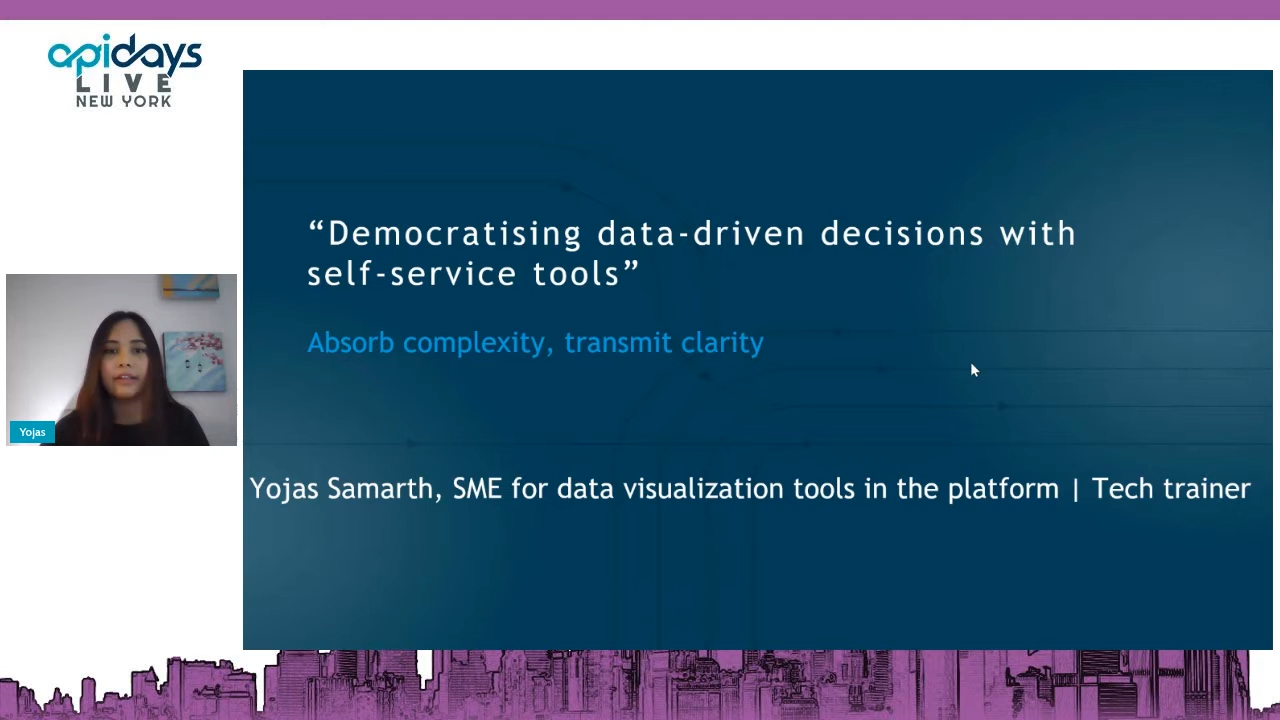 apidays
LIVE
NEW YORK
“Democratising data-driven decisions with
self-service tools”
Absorb complexity, transmit clarity
Yojas
Yojas Samarth, SME for data visualization tools in the platform | Tech trainer